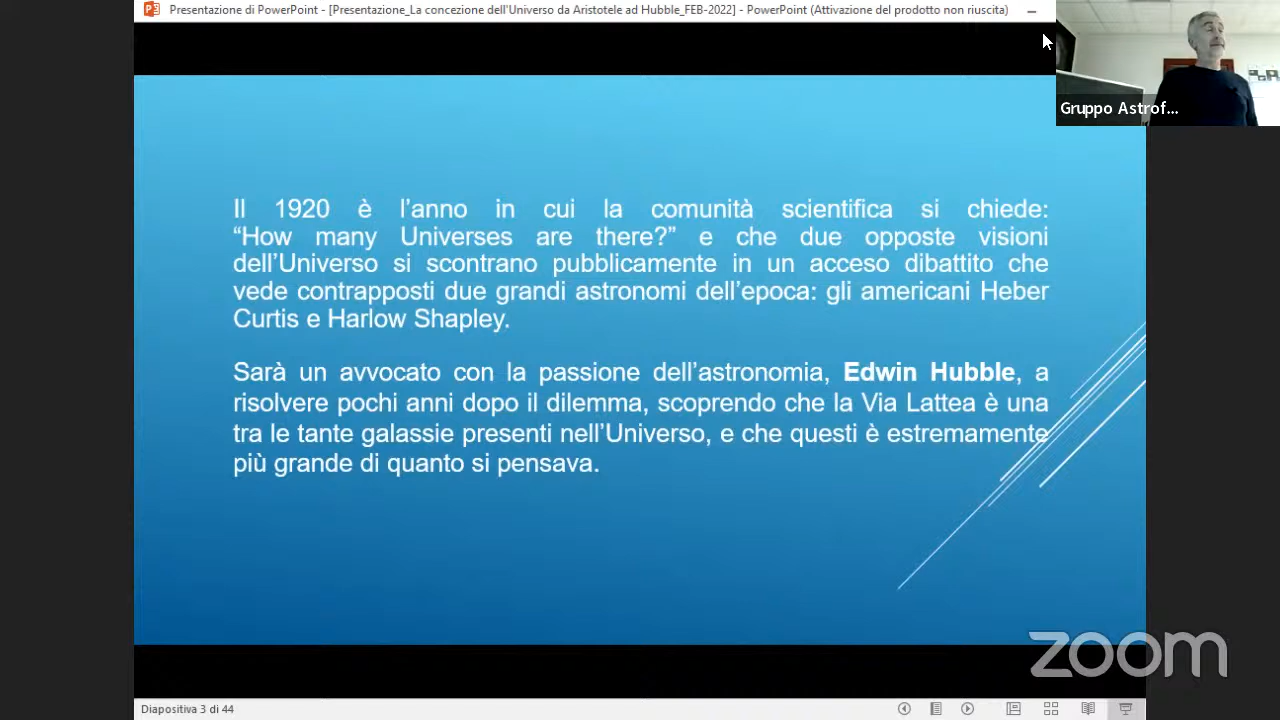 Presentazione di PowerPoint - [Presentazione_La concezione dell'Universo da Aristotele ad Hubble_FEB-2022] - PowerPoint (Attivazione del prodotto non riuscita)
Gruppo Astrof...
Il 1920 è l’anno in cui la comunità scientifica si chiede:
“How many Universes are there?” e che due opposte visioni
dell’Universo si scontrano pubblicamente in un acceso dibattito che
vede contrapposti due grandi astronomi dell’epoca: gli americani Heber
Curtis e Harlow Shapley.
Sarà un avvocato con la passione dell’astronomia, Edwin Hubble, a
risolvere pochi anni dopo il dilemma, scoprendo che la Via Lattea è una
tra le tante galassie presenti nell’Universo, e che questi è estremamente
più grande di quanto si pensava.
zoom
Diapositiva 3 di 44